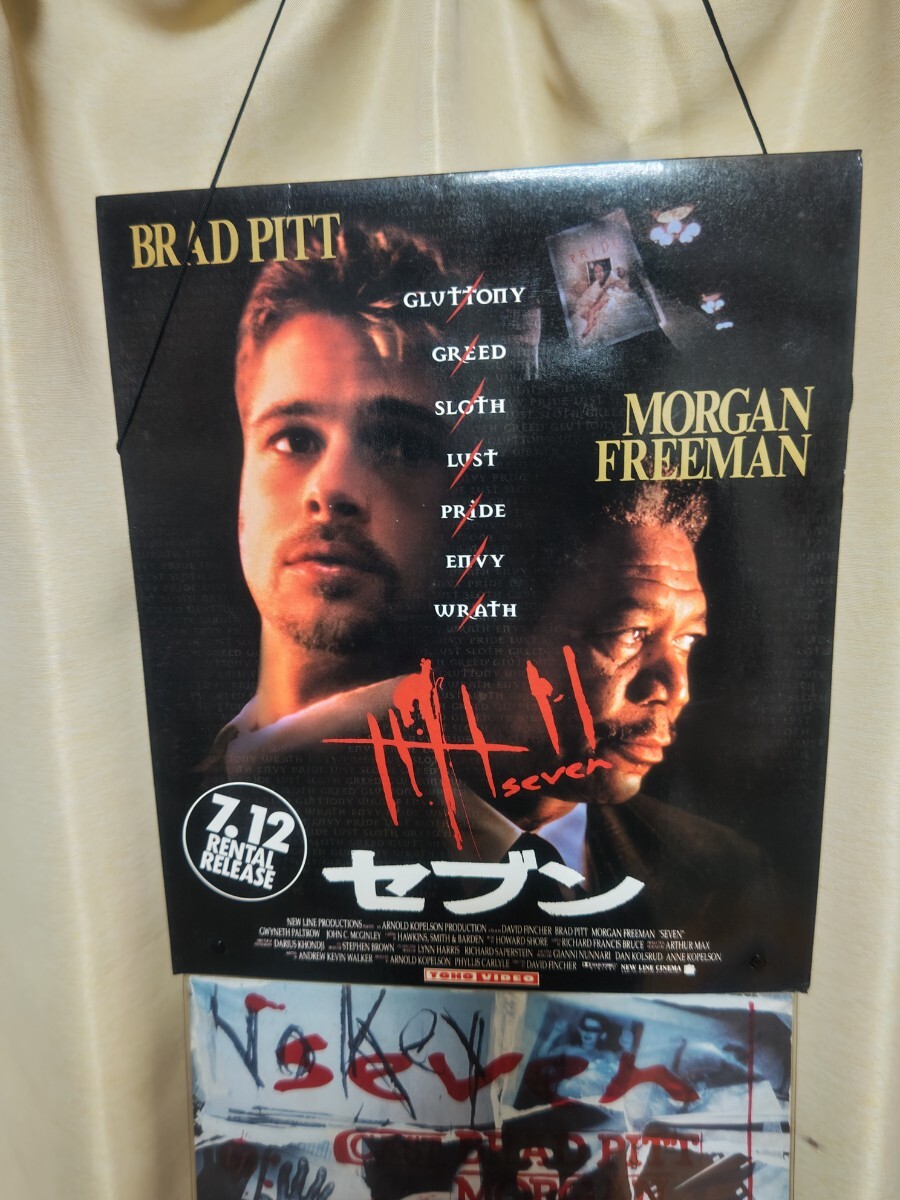 BRAD PITT
GLUTTONY
GREED
SLOTH
LUST
PRIDE
ENVY
WRATH
PRIDE
MORGAN
FREEMAN
seven
7.12
RENTAL
RELEASE
セブン
NEW LINE PRODUCTIONS ARNOLD KOPELSON PRODUCTION DAVID FINCHER BRAD PITT MORGAN FREEMAN "SEVEN"
GWYNETH PALTROW JOHN C. McGINLEY HAWKINS, SMITH & BARDEN HOWARD SHORE RICHARD FRANCIS BRUCE ARTHUR MAX
DARIUS KHONDJI STEPHEN BROWN LYNN HARRIS RICHARD SAPERSTEIN GIANNI NUNNARI DAN KOLSRUD ANNE KOPELSON
ANDREW KEVIN WALKER ARNOLD KOPELSON PHYLLIS CARLYLE DAVID FINCHER NEW LINE CINEMA
TOHO VIDEO
No Key
seven
BRAD PITT
MORGAN